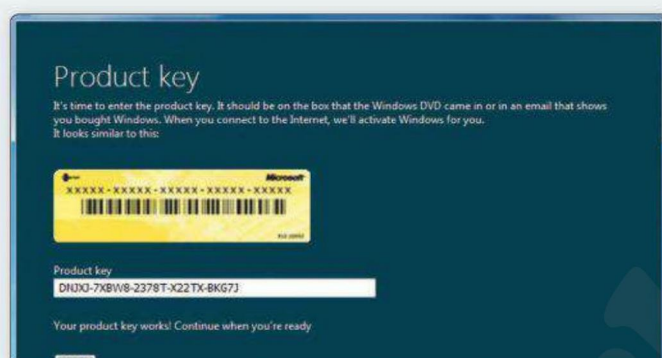 Product key
It's time to enter the product key. It should be on the box that the Windows DVD came in or in an email that shows
you bought Windows. When you connect to the Internet, we'll activate Windows for you.
It looks similar to this:
Microsoft
XXXXX-XXXXX-XXXXX-XXXXX-XXXXX
Product key
DNJXJ-7XBW8-2378T-X22TX-BKG7J
Your product key works! Continue when you're ready